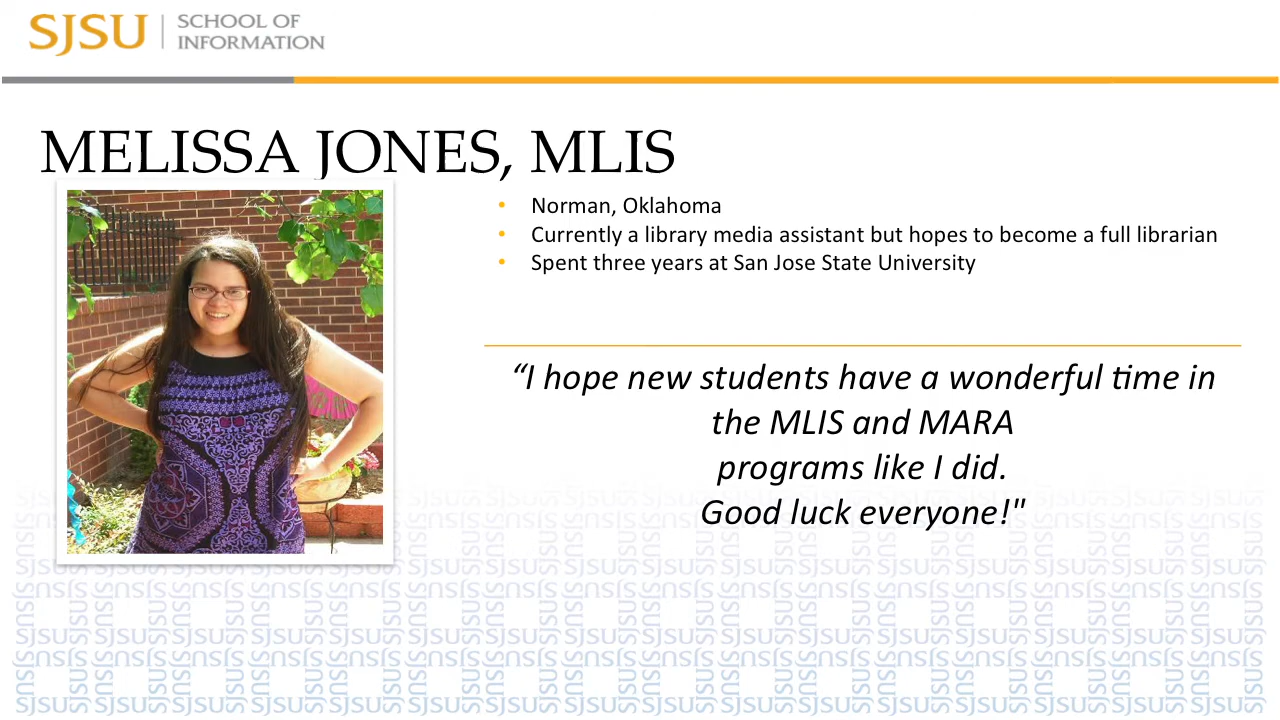 SJSU | SCHOOL OF
INFORMATION
MELISSA JONES, MLIS
• Norman, Oklahoma
• Currently a library media assistant but hopes to become a full librarian
• Spent three years at San Jose State University
“I hope new students have a wonderful time in
the MLIS and MARA
programs like I did.
Good luck everyone!"